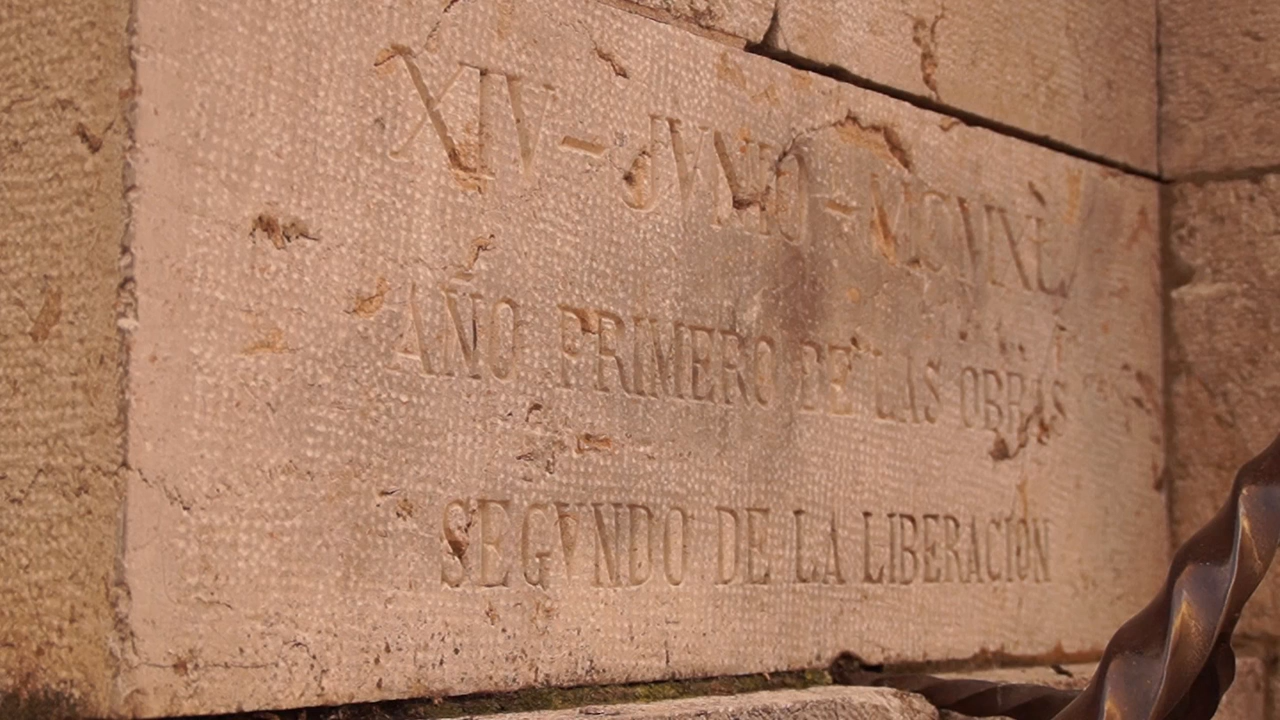 XIV-JVNIO-MCMXL
AÑO PRIMERO DE LAS OBRAS
SEGVNDO DE LA LIBERACIÓN